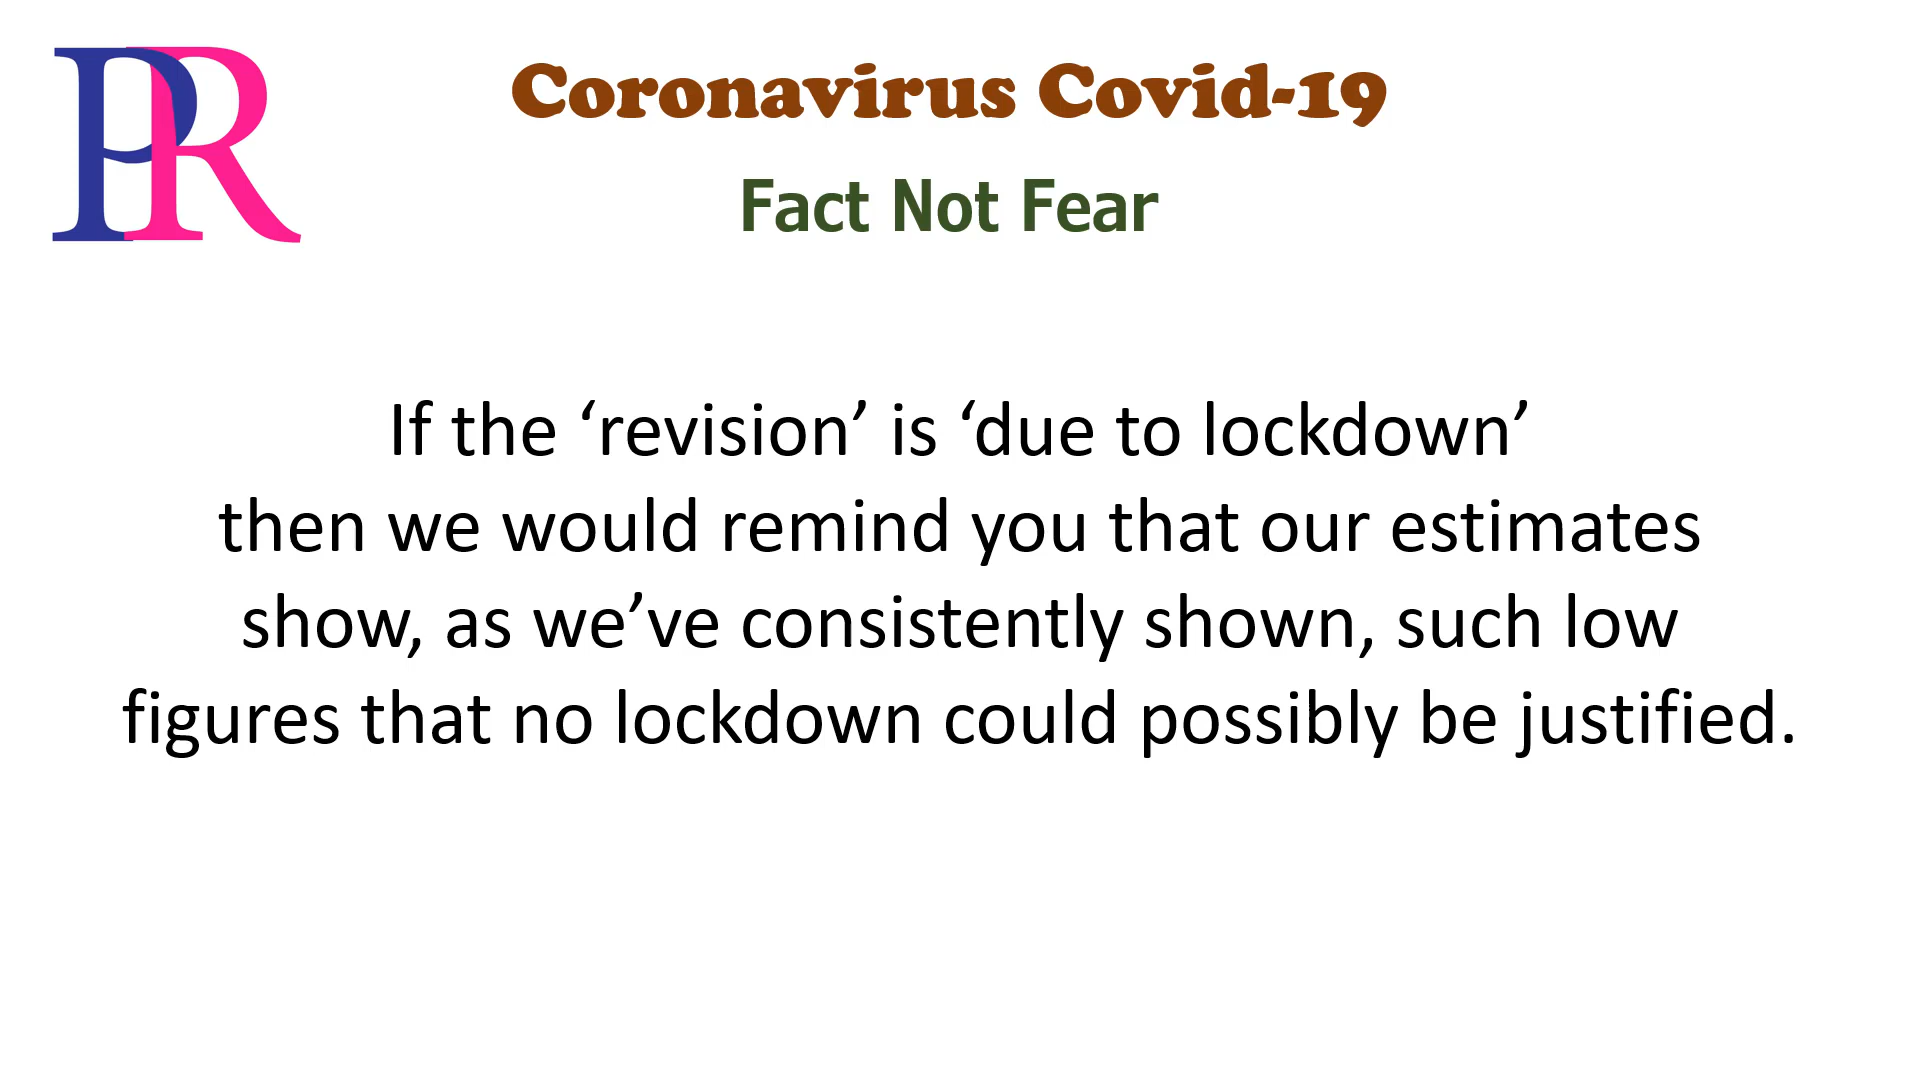 PR
Coronavirus Covid-19
Fact Not Fear
If the ‘revision’ is ‘due to lockdown’
then we would remind you that our estimates
show, as we’ve consistently shown, such low
figures that no lockdown could possibly be justified.